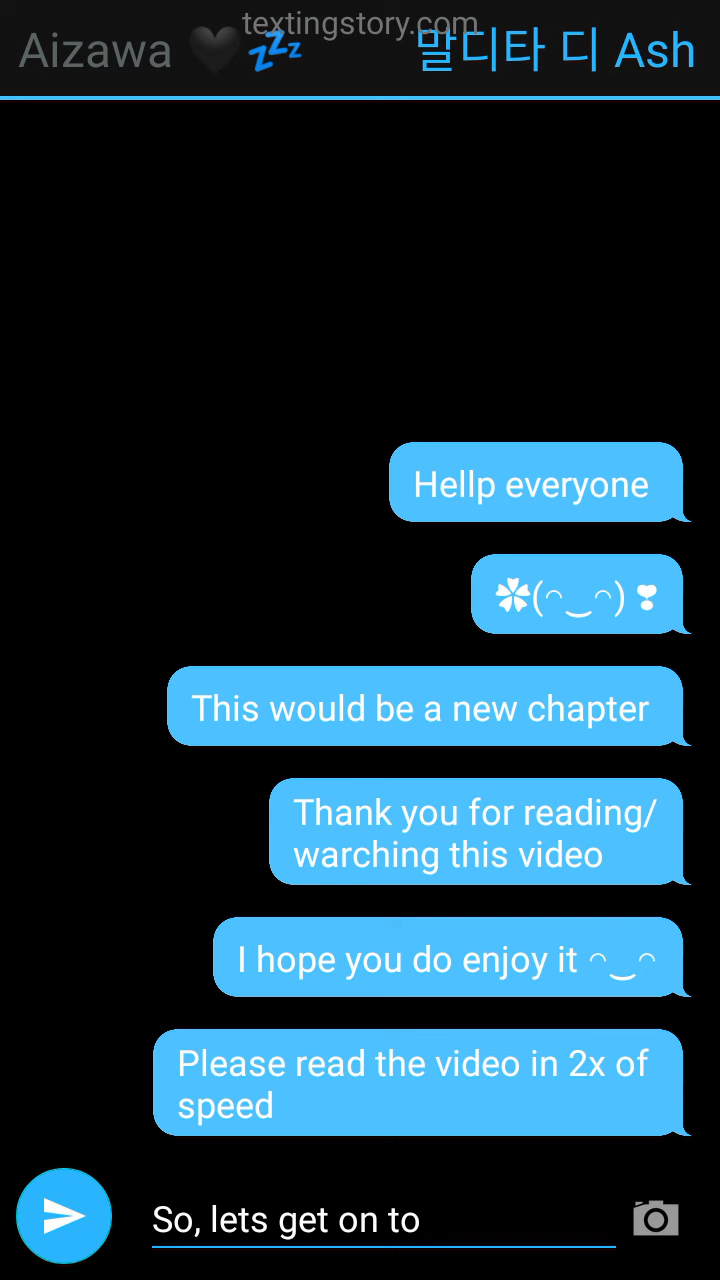 textingstory.com
Aizawa 🖤💤 말디타 디 Ash
Hellp everyone
✽(◠‿◠) ❣
This would be a new chapter
Thank you for reading/
warching this video
I hope you do enjoy it ◠‿◠
Please read the video in 2x of
speed
So, lets get on to